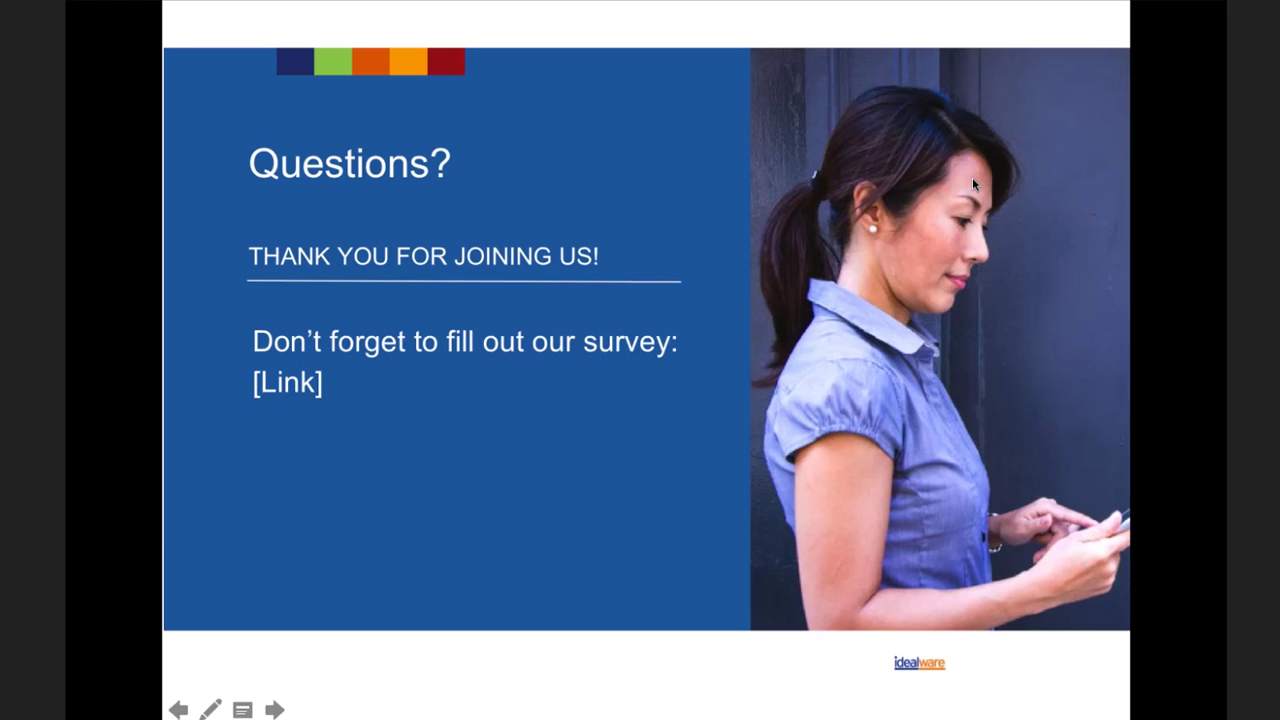 Questions?
THANK YOU FOR JOINING US!
Don’t forget to fill out our survey:
[Link]
idealware